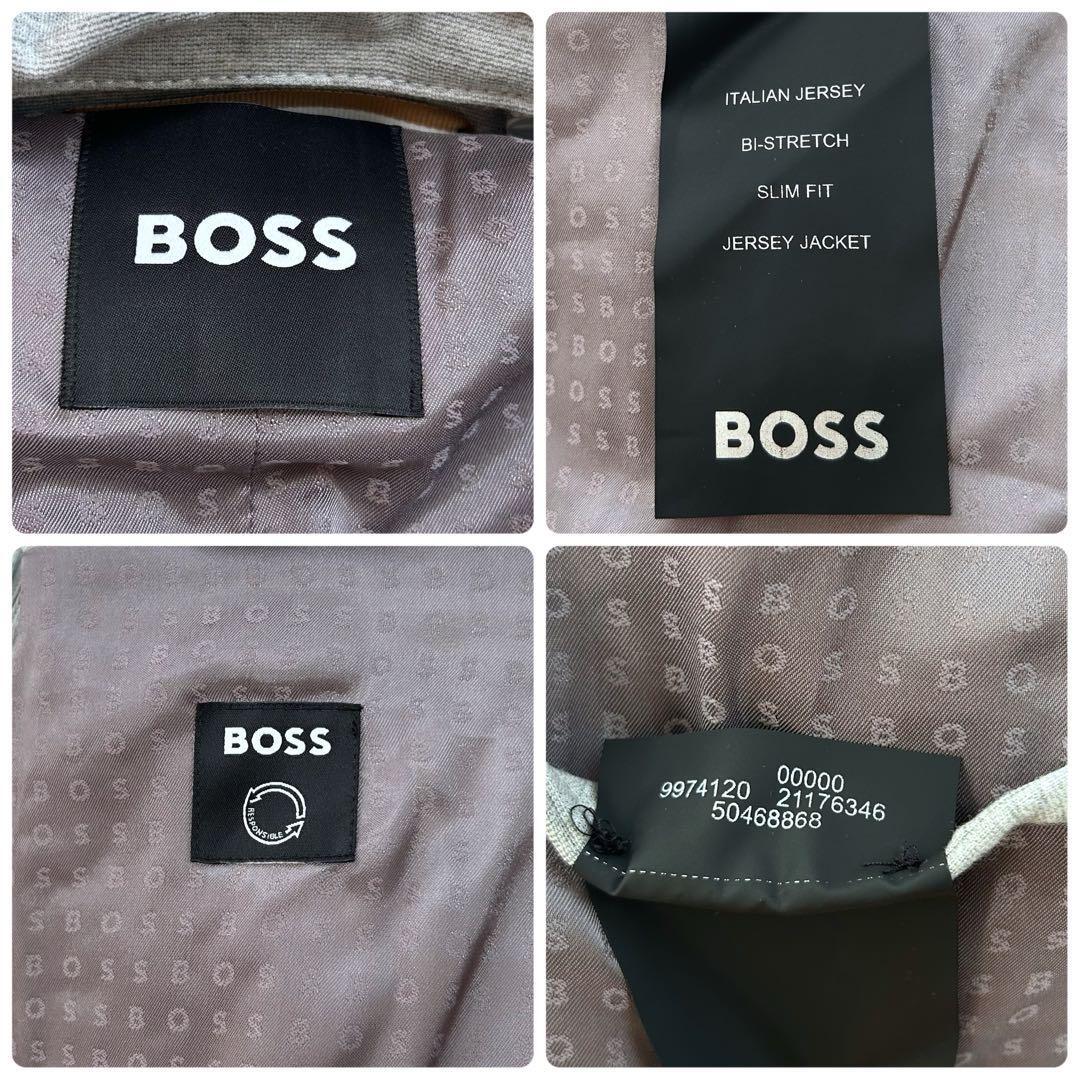 BOSS
ITALIAN JERSEY
BI-STRETCH
SLIM FIT
JERSEY JACKET
BOSS
BOSS
RESPONSIBLE
00000
9974120 21176346
50468868